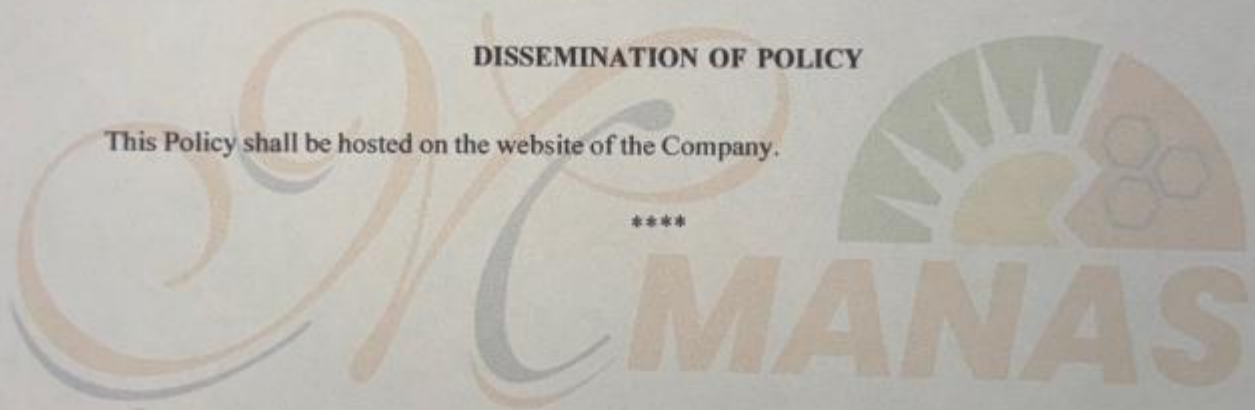 DISSEMINATION OF POLICY
This Policy shall be hosted on the website of the Company.
****
MANAS